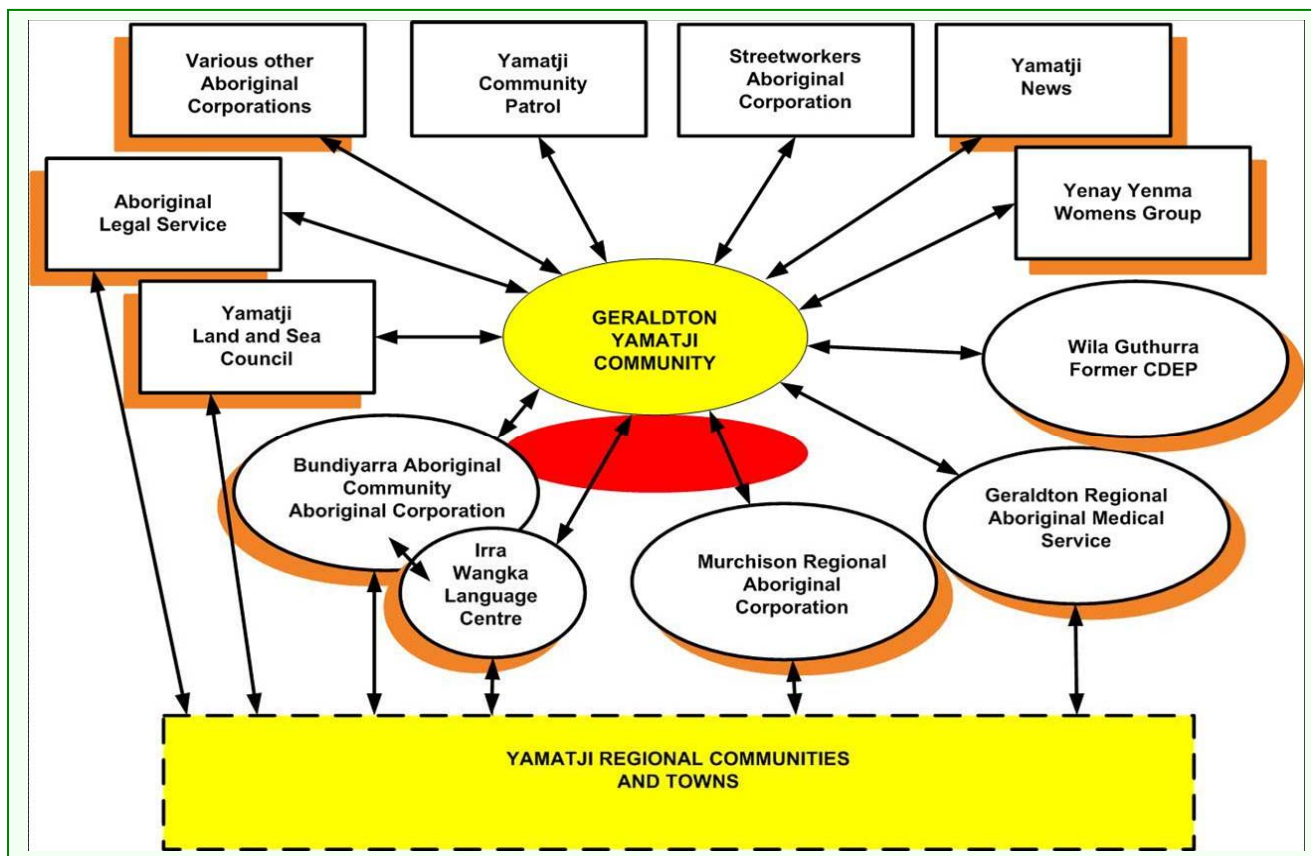 Various other
Aboriginal
Corporations
Yamatji
Community
Patrol
Streetworkers
Aboriginal
Corporation
Yamatji
News
Aboriginal
Legal Service
Yenay Yenma
Womens Group
Yamatji
Land and Sea
Council
GERALDTON
YAMATJI
COMMUNITY
Wila Guthurra
Former CDEP
Bundiyarra Aboriginal
Community
Aboriginal Corporation
Irra
Wangka
Language
Centre
Murchison Regional
Aboriginal
Corporation
Geraldton Regional
Aboriginal Medical
Service
YAMATJI REGIONAL COMMUNITIES
AND TOWNS